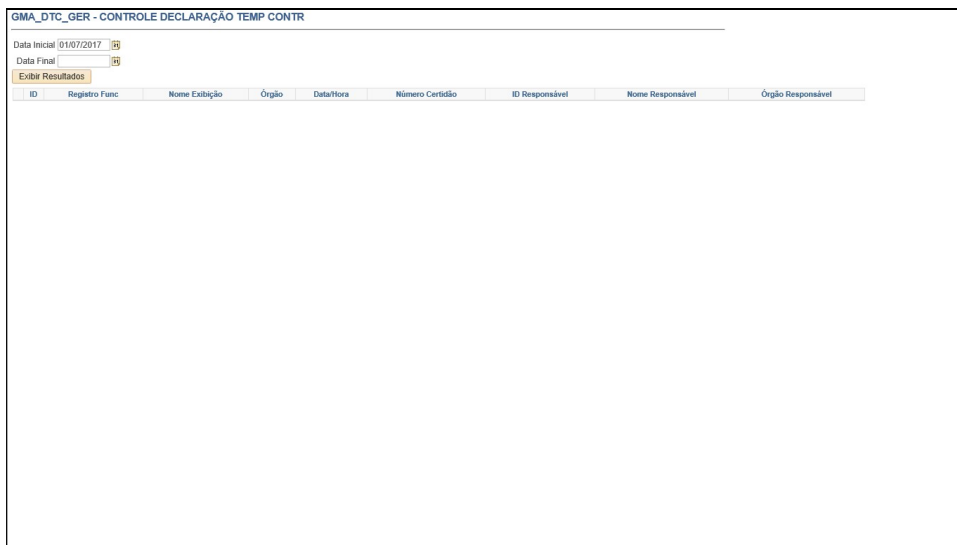 GMA_DTC_GER - CONTROLE DECLARAÇÃO TEMP CONTR
Data Inicial 01/07/2017
Data Final
Exibir Resultados
ID Registro Func Nome Exibição Órgão Data/Hora Número Certidão ID Responsável Nome Responsável Órgão Responsável